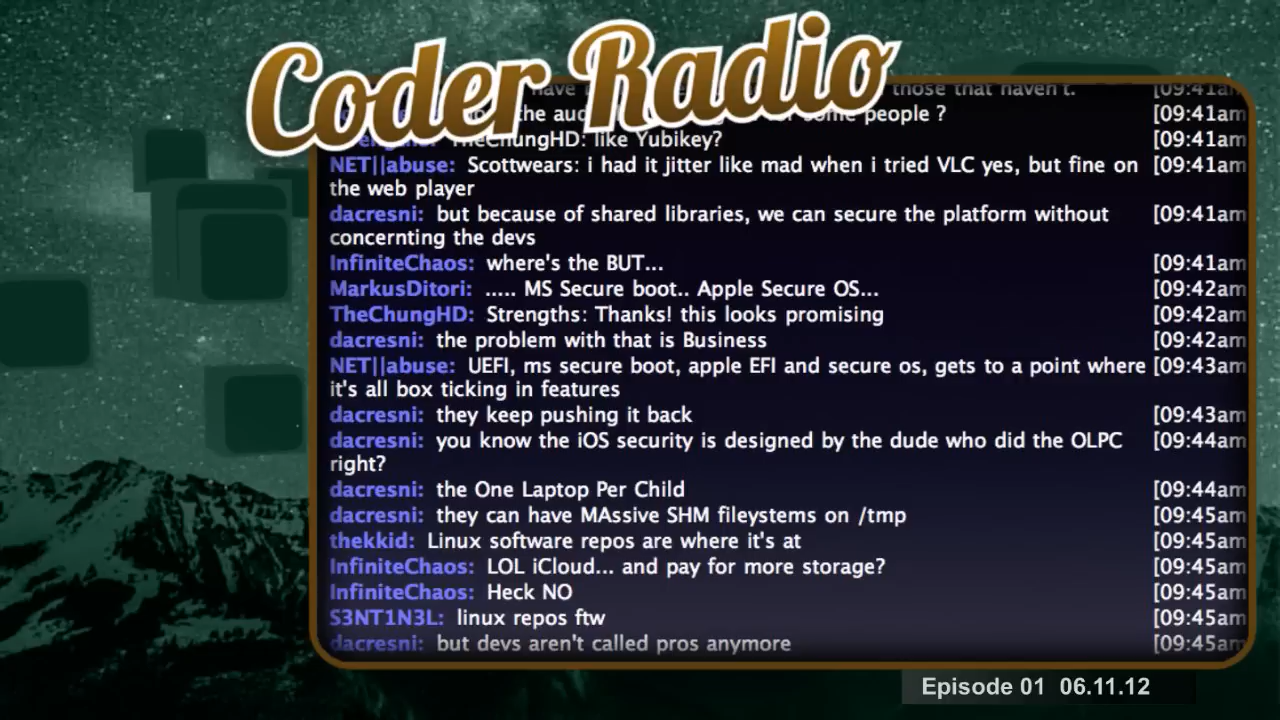 Coder Radio
those that haven't. [09:41am
the aud people ? [09:41am
TheChungHD: like Yubikey? [09:41am
NET||abuse: Scottwears: i had it jitter like mad when i tried VLC yes, but fine on [09:41am
the web player
dacresni: but because of shared libraries, we can secure the platform without [09:41am
concernting the devs
InfiniteChaos: where's the BUT... [09:41am
MarkusDitori: ..... MS Secure boot.. Apple Secure OS... [09:42am
TheChungHD: Strengths: Thanks! this looks promising [09:42am
dacresni: the problem with that is Business [09:42am
NET||abuse: UEFI, ms secure boot, apple EFI and secure os, gets to a point where [09:43am
it's all box ticking in features
dacresni: they keep pushing it back [09:43am
dacresni: you know the iOS security is designed by the dude who did the OLPC [09:44am
right?
dacresni: the One Laptop Per Child [09:44am
dacresni: they can have MAssive SHM fileystems on /tmp [09:45am
thekkid: Linux software repos are where it's at [09:45am
InfiniteChaos: LOL iCloud... and pay for more storage? [09:45am
InfiniteChaos: Heck NO [09:45am
S3NT1N3L: linux repos ftw [09:45am
dacresni: but devs aren't called pros anymore [09:45am
Episode 01 06.11.12